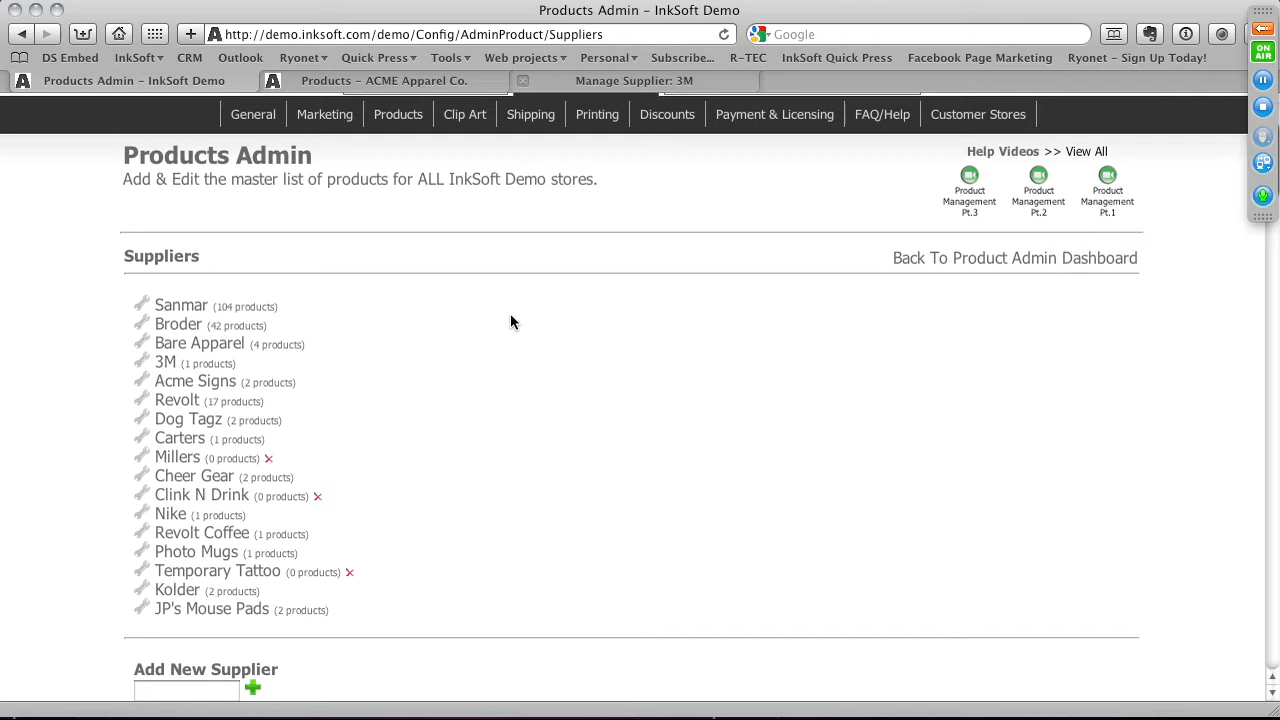 Products Admin – InkSoft Demo
http://demo.inksoft.com/demo/Config/AdminProduct/Suppliers
Google
DS Embed InkSoft CRM Outlook Ryonet Quick Press Tools Web projects Personal Subscribe... R-TEC InkSoft Quick Press Facebook Page Marketing Ryonet - Sign Up Today!
Products Admin – InkSoft Demo Products – ACME Apparel Co. Manage Supplier: 3M
ON AIR
General Marketing Products Clip Art Shipping Printing Discounts Payment & Licensing FAQ/Help Customer Stores
Products Admin
Add & Edit the master list of products for ALL InkSoft Demo stores.
Help Videos >> View All
Product Management Pt.3
Product Management Pt.2
Product Management Pt.1
Suppliers
Back To Product Admin Dashboard
Sanmar (104 products)
Broder (42 products)
Bare Apparel (4 products)
3M (1 products)
Acme Signs (2 products)
Revolt (17 products)
Dog Tagz (2 products)
Carters (1 products)
Millers (0 products)
Cheer Gear (2 products)
Clink N Drink (0 products)
Nike (1 products)
Revolt Coffee (1 products)
Photo Mugs (1 products)
Temporary Tattoo (0 products)
Kolder (2 products)
JP's Mouse Pads (2 products)
Add New Supplier